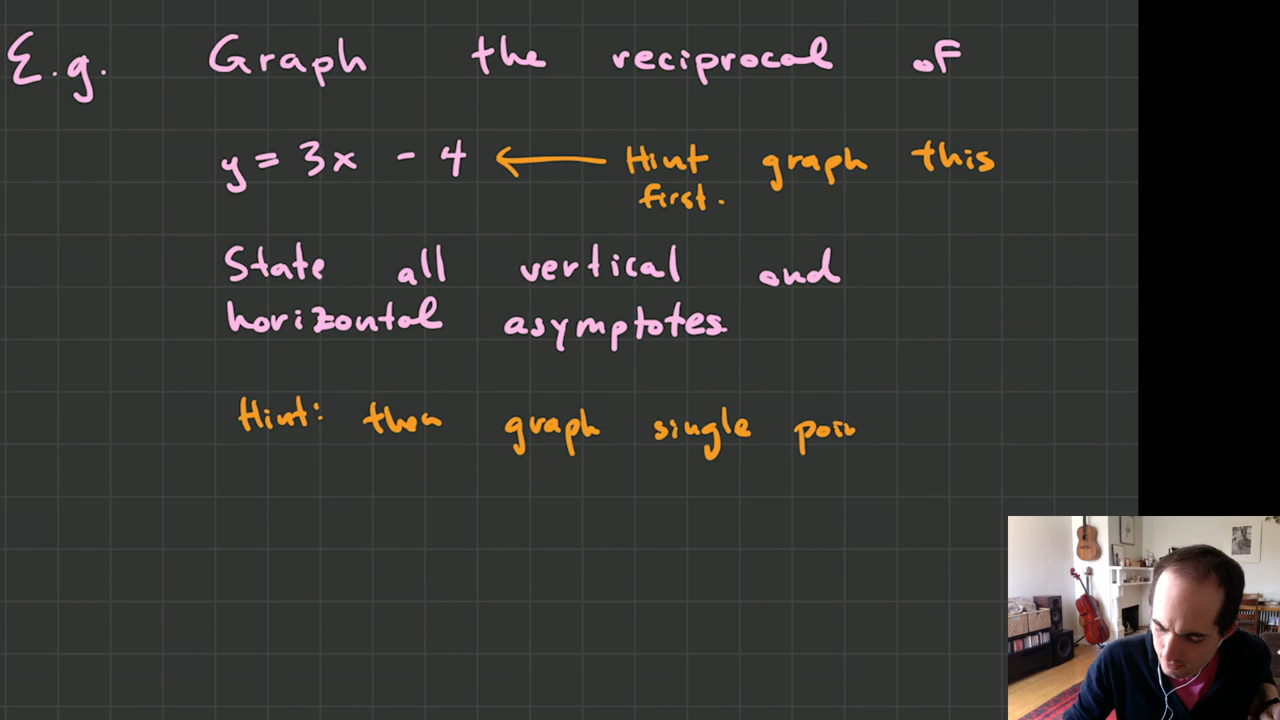 E.g. Graph the reciprocal of
y = 3x - 4 ← Hint graph this
first.
State all vertical and
horizontal asymptotes
Hint: then graph single poin